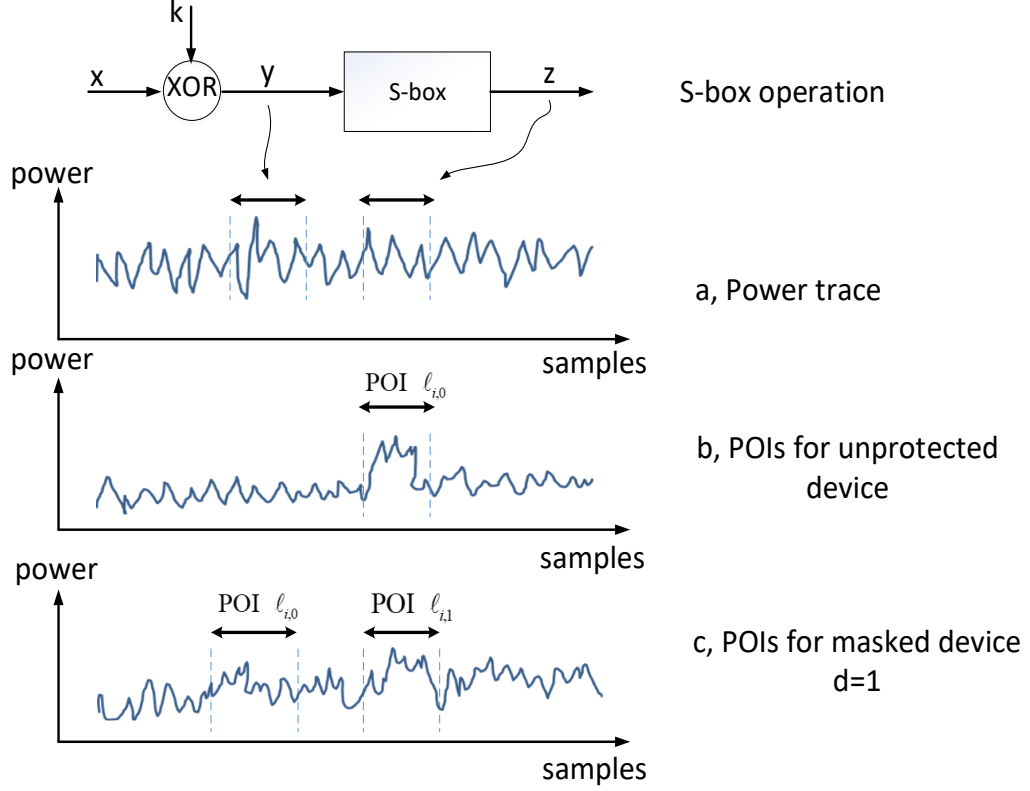 k
x
XOR
y
S-box
z
S-box operation
power
a, Power trace
samples
power
POI ℓi,0
b, POIs for unprotected
device
samples
power
POI ℓi,0
POI ℓi,1
c, POIs for masked device
d=1
samples